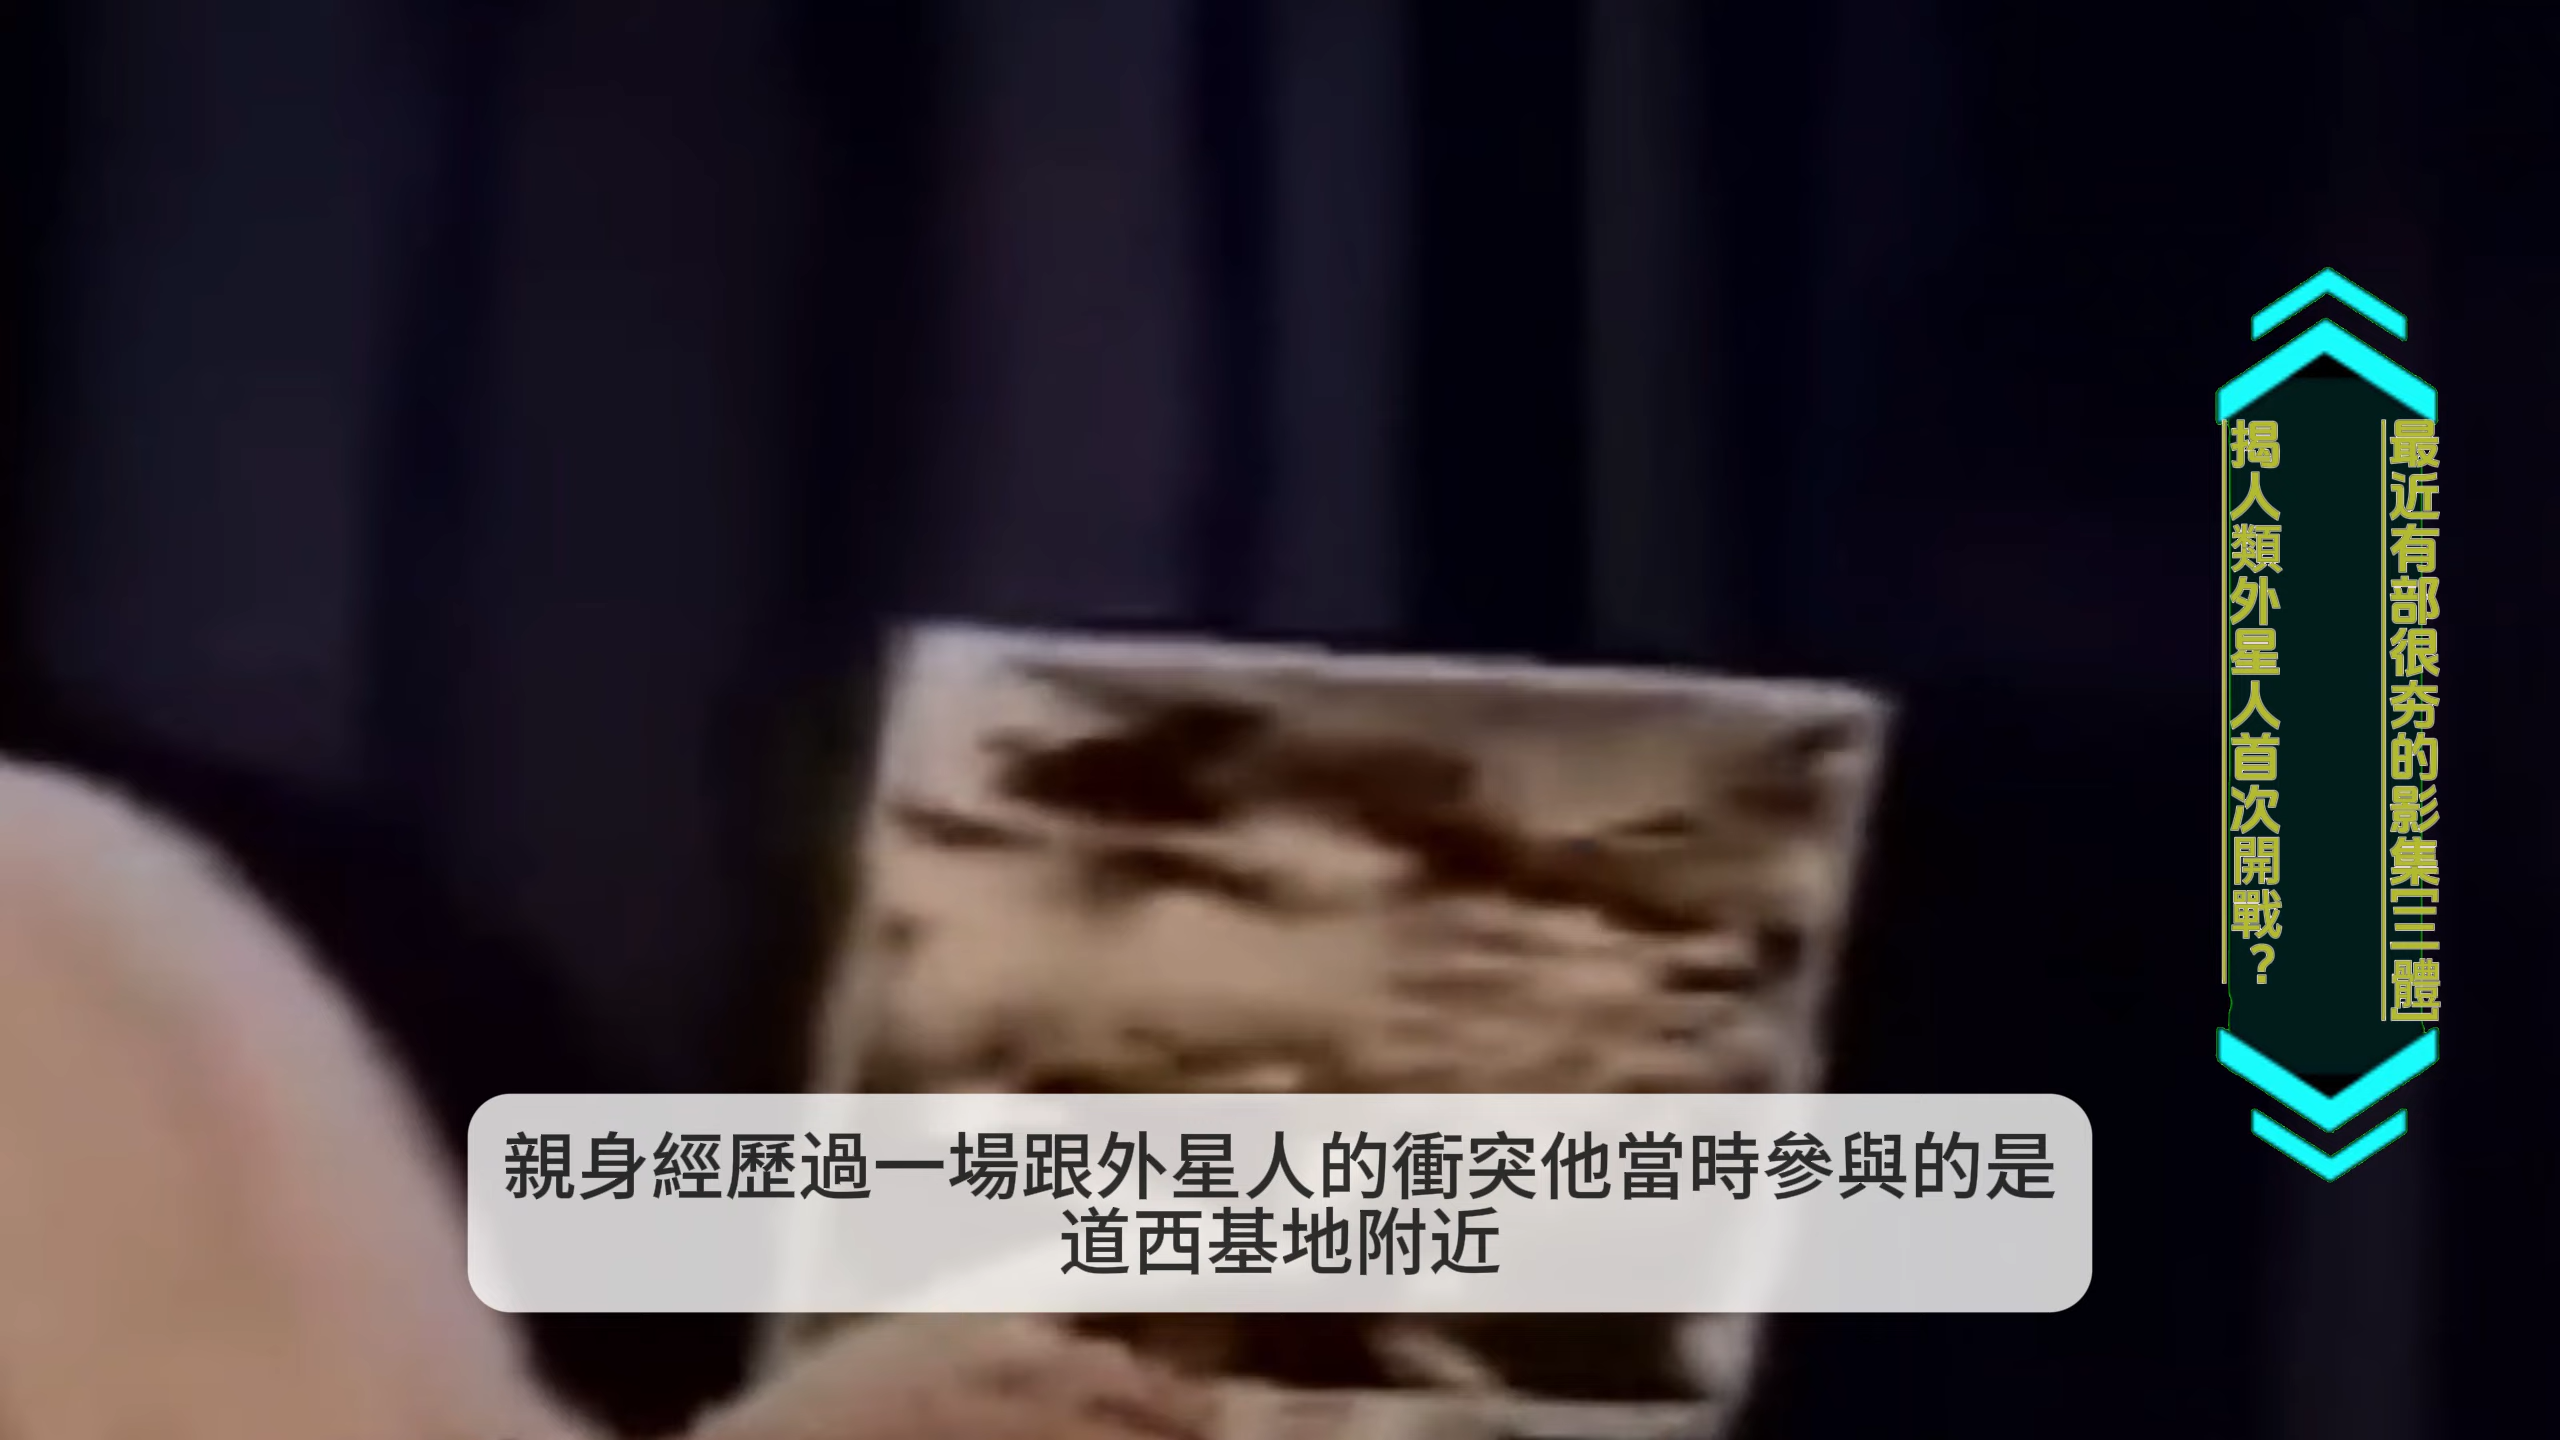 最近有部很夯的影集【三體】
揭人類外星人首次開戰？
親身經歷過一場跟外星人的衝突他當時參與的是
道西基地附近